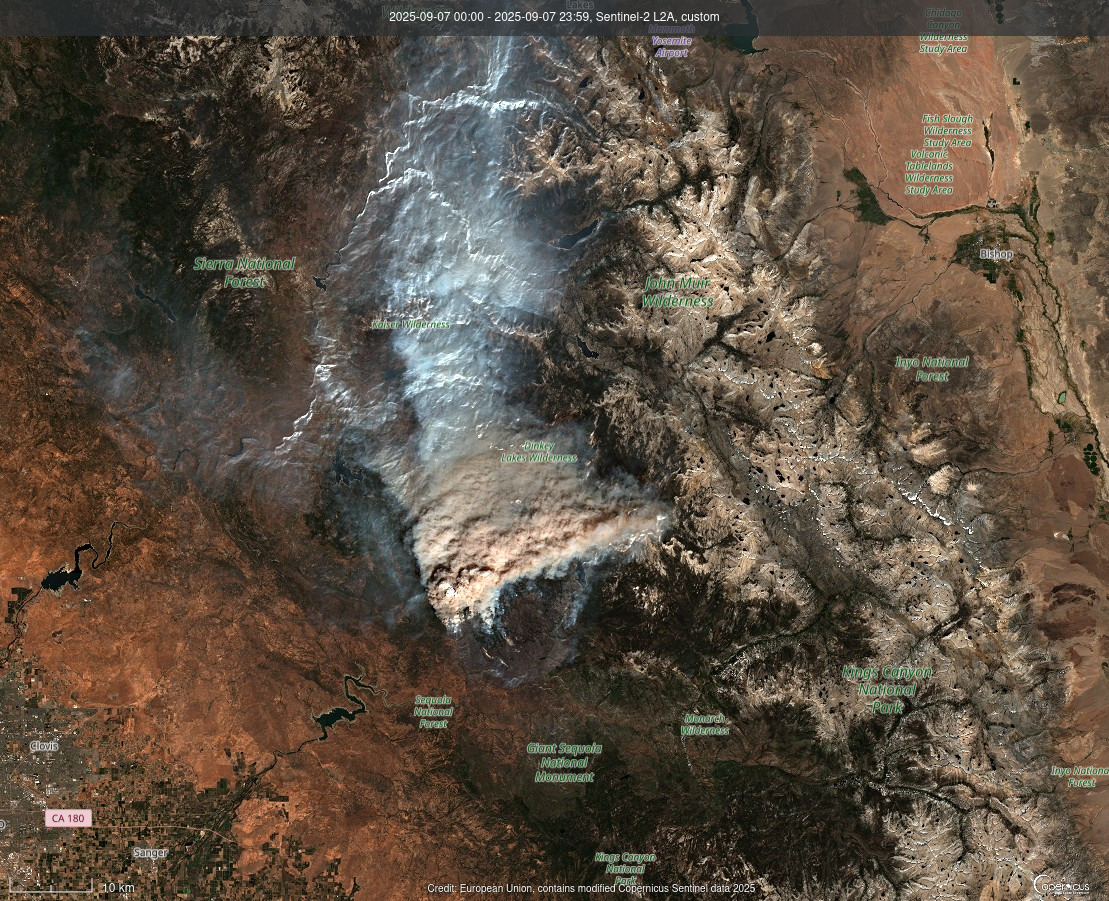 Lakes
2025-09-07 00:00 - 2025-09-07 23:59, Sentinel-2 L2A, custom
Chidago
Canyon
Wilderness
Study Area
Yosemite
Airport
Fish Slough
Wilderness
Study Area
Volcanic
Tablelands
Wilderness
Study Area
Bishop
Sierra National
Forest
John Muir
Wilderness
Kaiser Wilderness
Inyo National
Forest
Dinkey
Lakes Wilderness
Kings Canyon
National
Park
Sequoia
National
Forest
Monarch
Wilderness
Clovis
Giant Sequoia
National
Monument
Inyo National
Forest
CA 180
Sanger
Kings Canyon
National
Park
10 km
Credit: European Union, contains modified Copernicus Sentinel data 2025
Copernicus